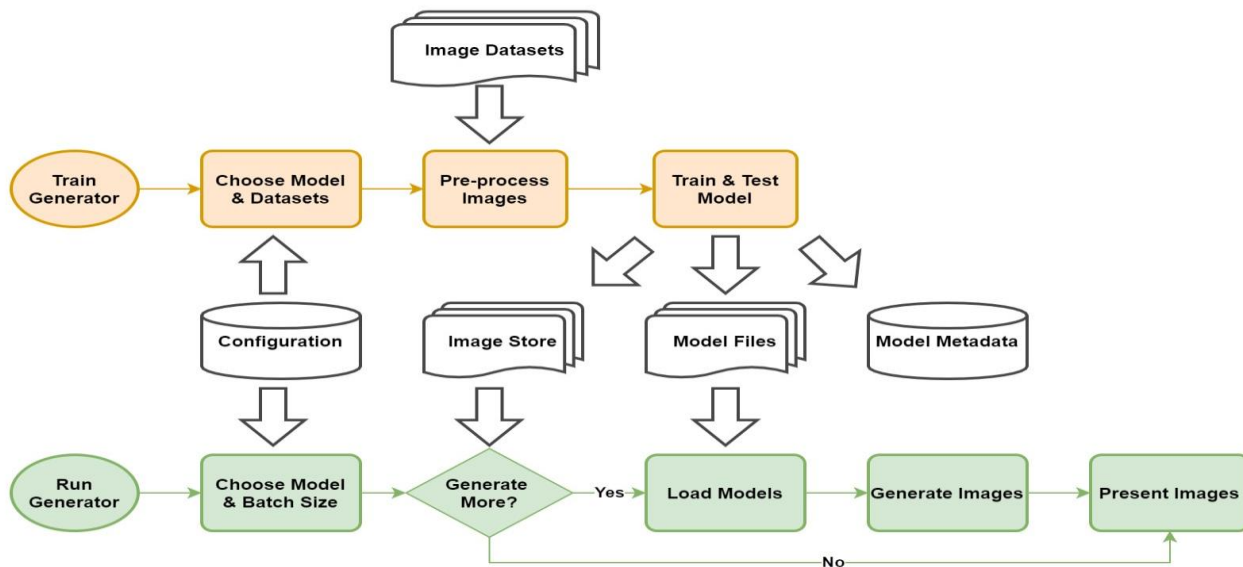 Image Datasets
Train
Generator
Choose Model
& Datasets
Pre-process
Images
Train & Test
Model
Configuration
Image Store
Model Files
Model Metadata
Run
Generator
Choose Model
& Batch Size
Generate
More?
Yes
Load Models
Generate Images
Present Images
No